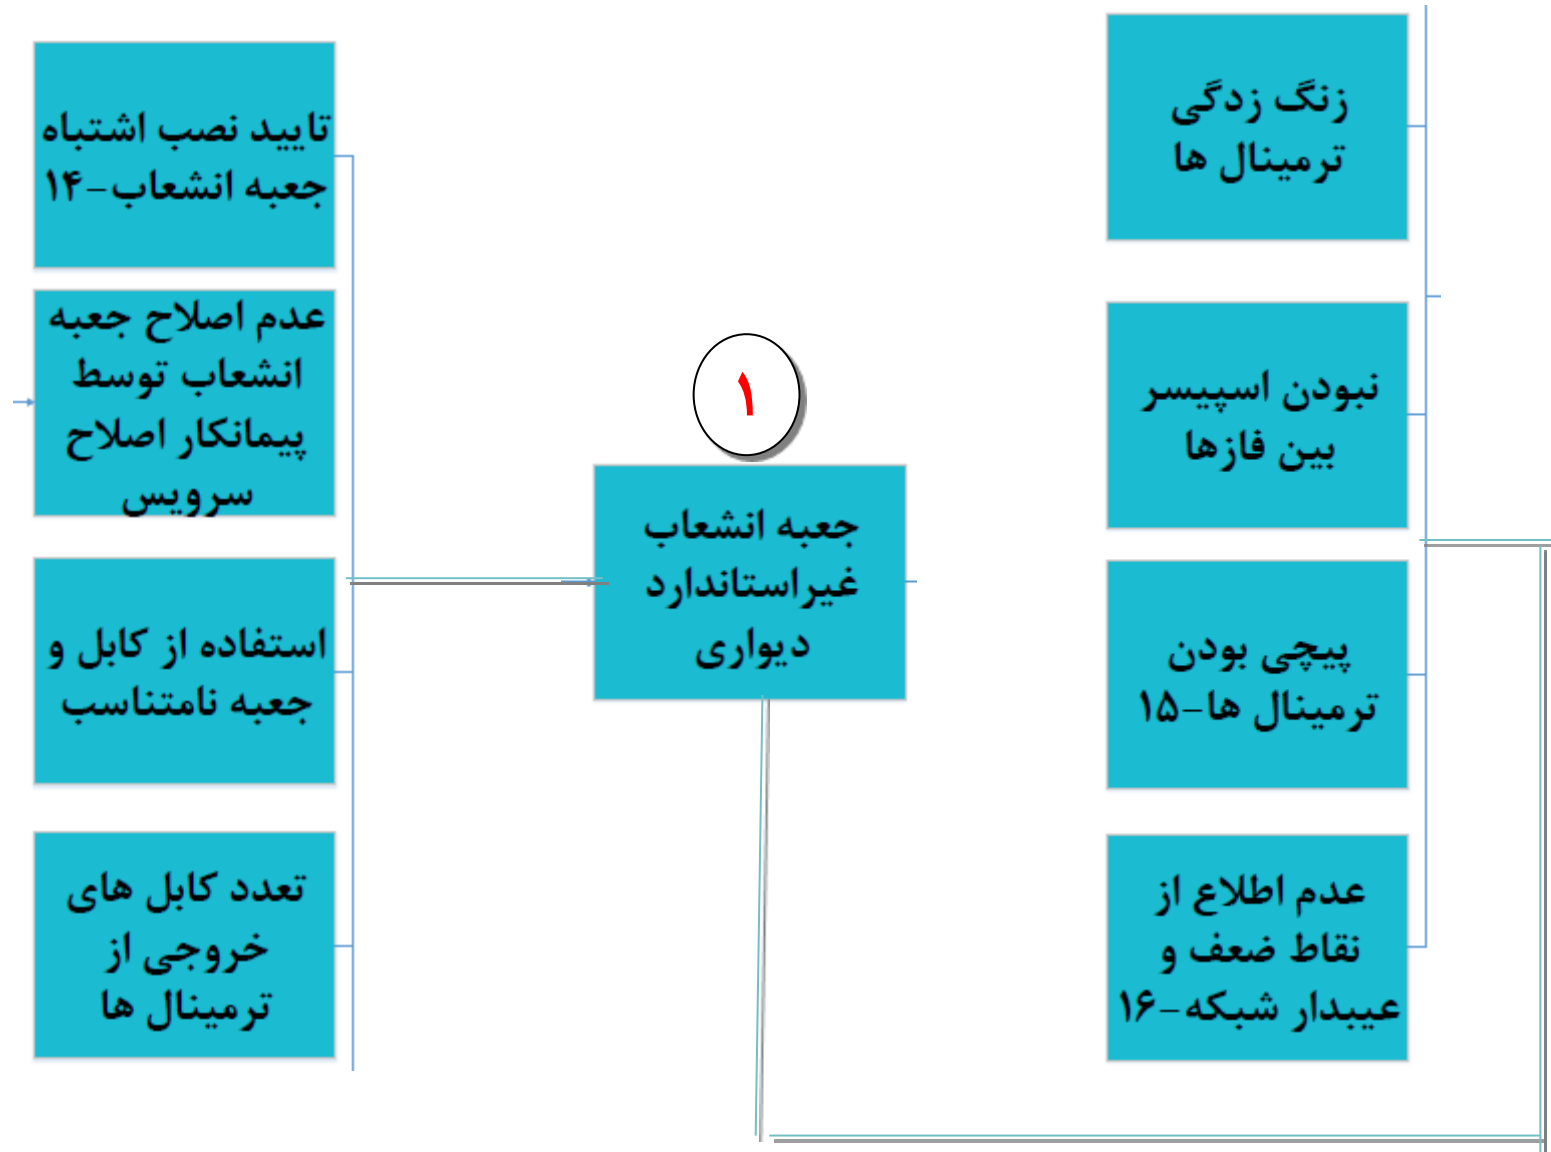 زنگ زدگی
ترمینال ها
نبودن اسپیسر
بین فازها
پیچی بودن
ترمینال ها-۱۵
عدم اطلاع از
نقاط ضعف و
عیبدار شبکه-۱۶
۱
جعبه انشعاب
غیراستاندارد
دیواری
تایید نصب اشتباه
جعبه انشعاب-۱۴
عدم اصلاح جعبه
انشعاب توسط
پیمانکار اصلاح
سرویس
استفاده از کابل و
جعبه نامتناسب
تعدد کابل های
خروجی از
ترمینال ها